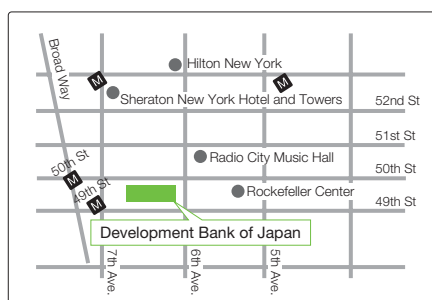 Broad Way
M
Hilton New York
M
Sheraton New York Hotel and Towers
52nd St
51st St
50th St
Radio City Music Hall
50th St
M
49th St
M
Rockefeller Center
49th St
Development Bank of Japan
7th Ave.
6th Ave.
5th Ave.